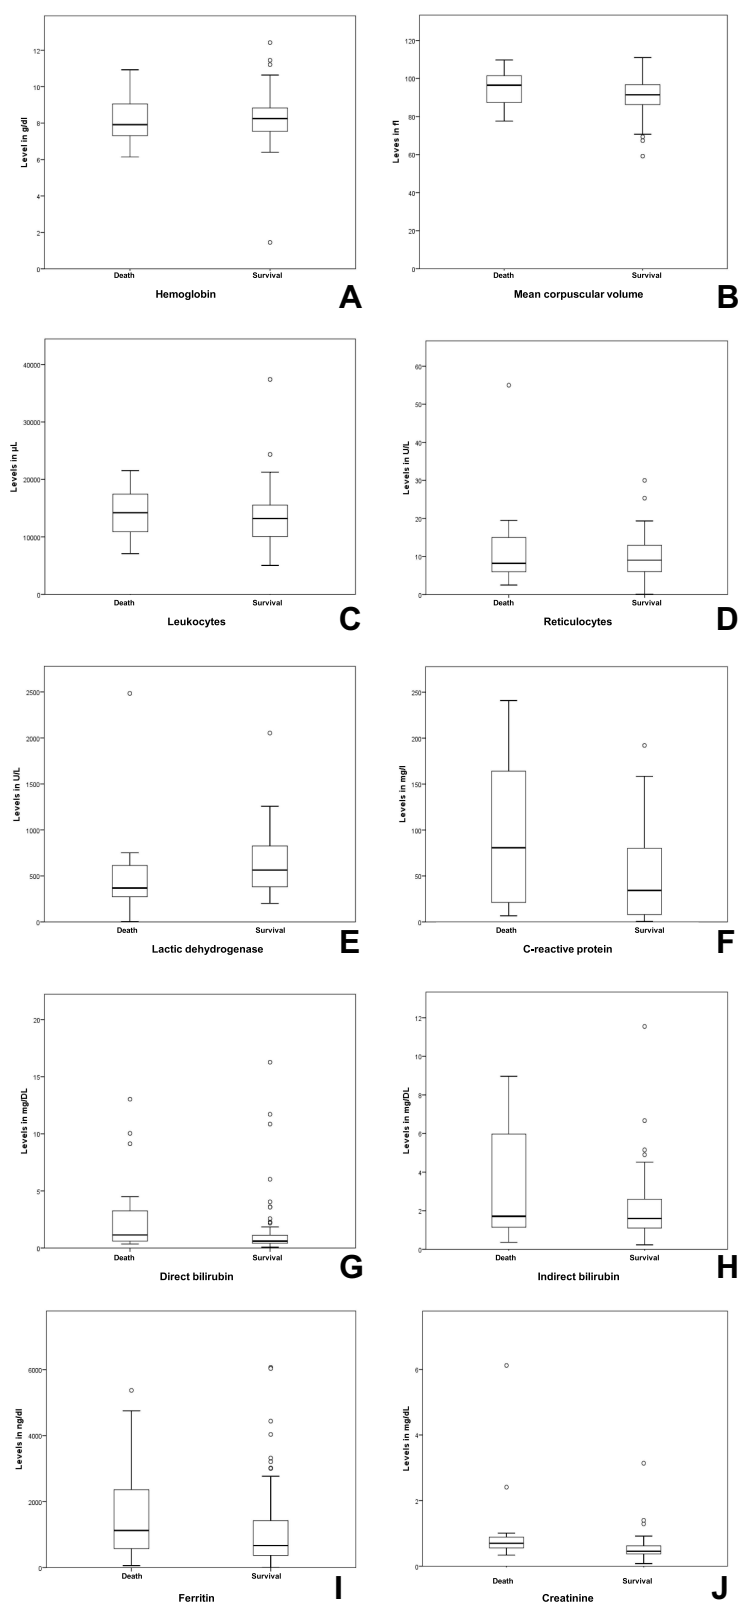 12
10
8
6
4
2
0
Level in g/dl
Death Survival
Hemoglobin
A
120
100
80
60
40
20
0
Leves in fl
Death Survival
Mean corpuscular volume
B
40000
30000
20000
10000
0
Levels in µL
Death Survival
Leukocytes
C
60
50
40
30
20
10
0
Levels in U/L
Death Survival
Reticulocytes
D
2500
2000
1500
1000
500
0
Levels in U/L
Death Survival
Lactic dehydrogenase
E
250
200
150
100
50
0
Levels in mg/l
Death Survival
C-reactive protein
F
20
15
10
5
0
Levels in mg/DL
Death Survival
Direct bilirubin
G
12
10
8
6
4
2
0
Levels in mg/DL
Death Survival
Indirect bilirubin
H
6000
4000
2000
0
Levels in ng/dl
Death Survival
Ferritin
I
6
4
2
0
Levels in mg/dL
Death Survival
Creatinine
J